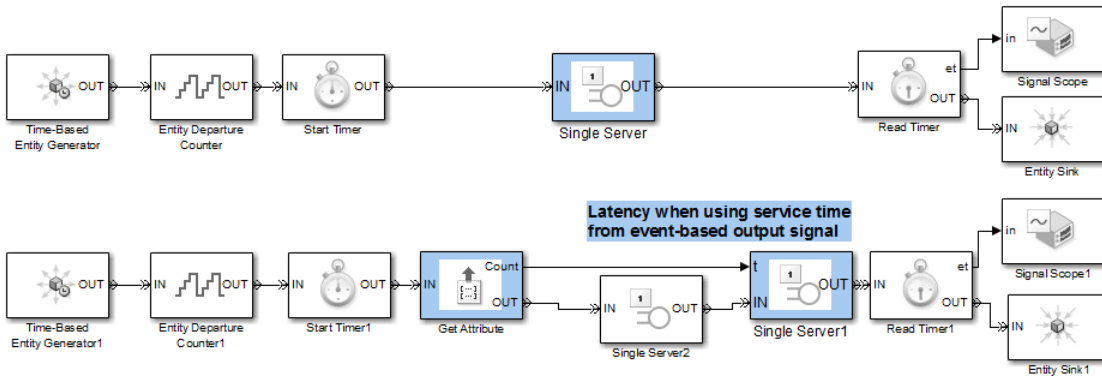 OUT
Time-Based
Entity Generator
IN
OUT
Entity Departure
Counter
IN
OUT
Start Timer
IN
1
OUT
Single Server
IN
et
OUT
Read Timer
in
Signal Scope
IN
Entity Sink
Latency when using service time
from event-based output signal
OUT
Time-Based
Entity Generator1
IN
OUT
Entity Departure
Counter1
IN
OUT
Start Timer1
IN
[...]
Count
OUT
Get Attribute
IN
1
OUT
Single Server2
t
IN
1
OUT
Single Server1
IN
et
OUT
Read Timer1
in
Signal Scope1
IN
Entity Sink1